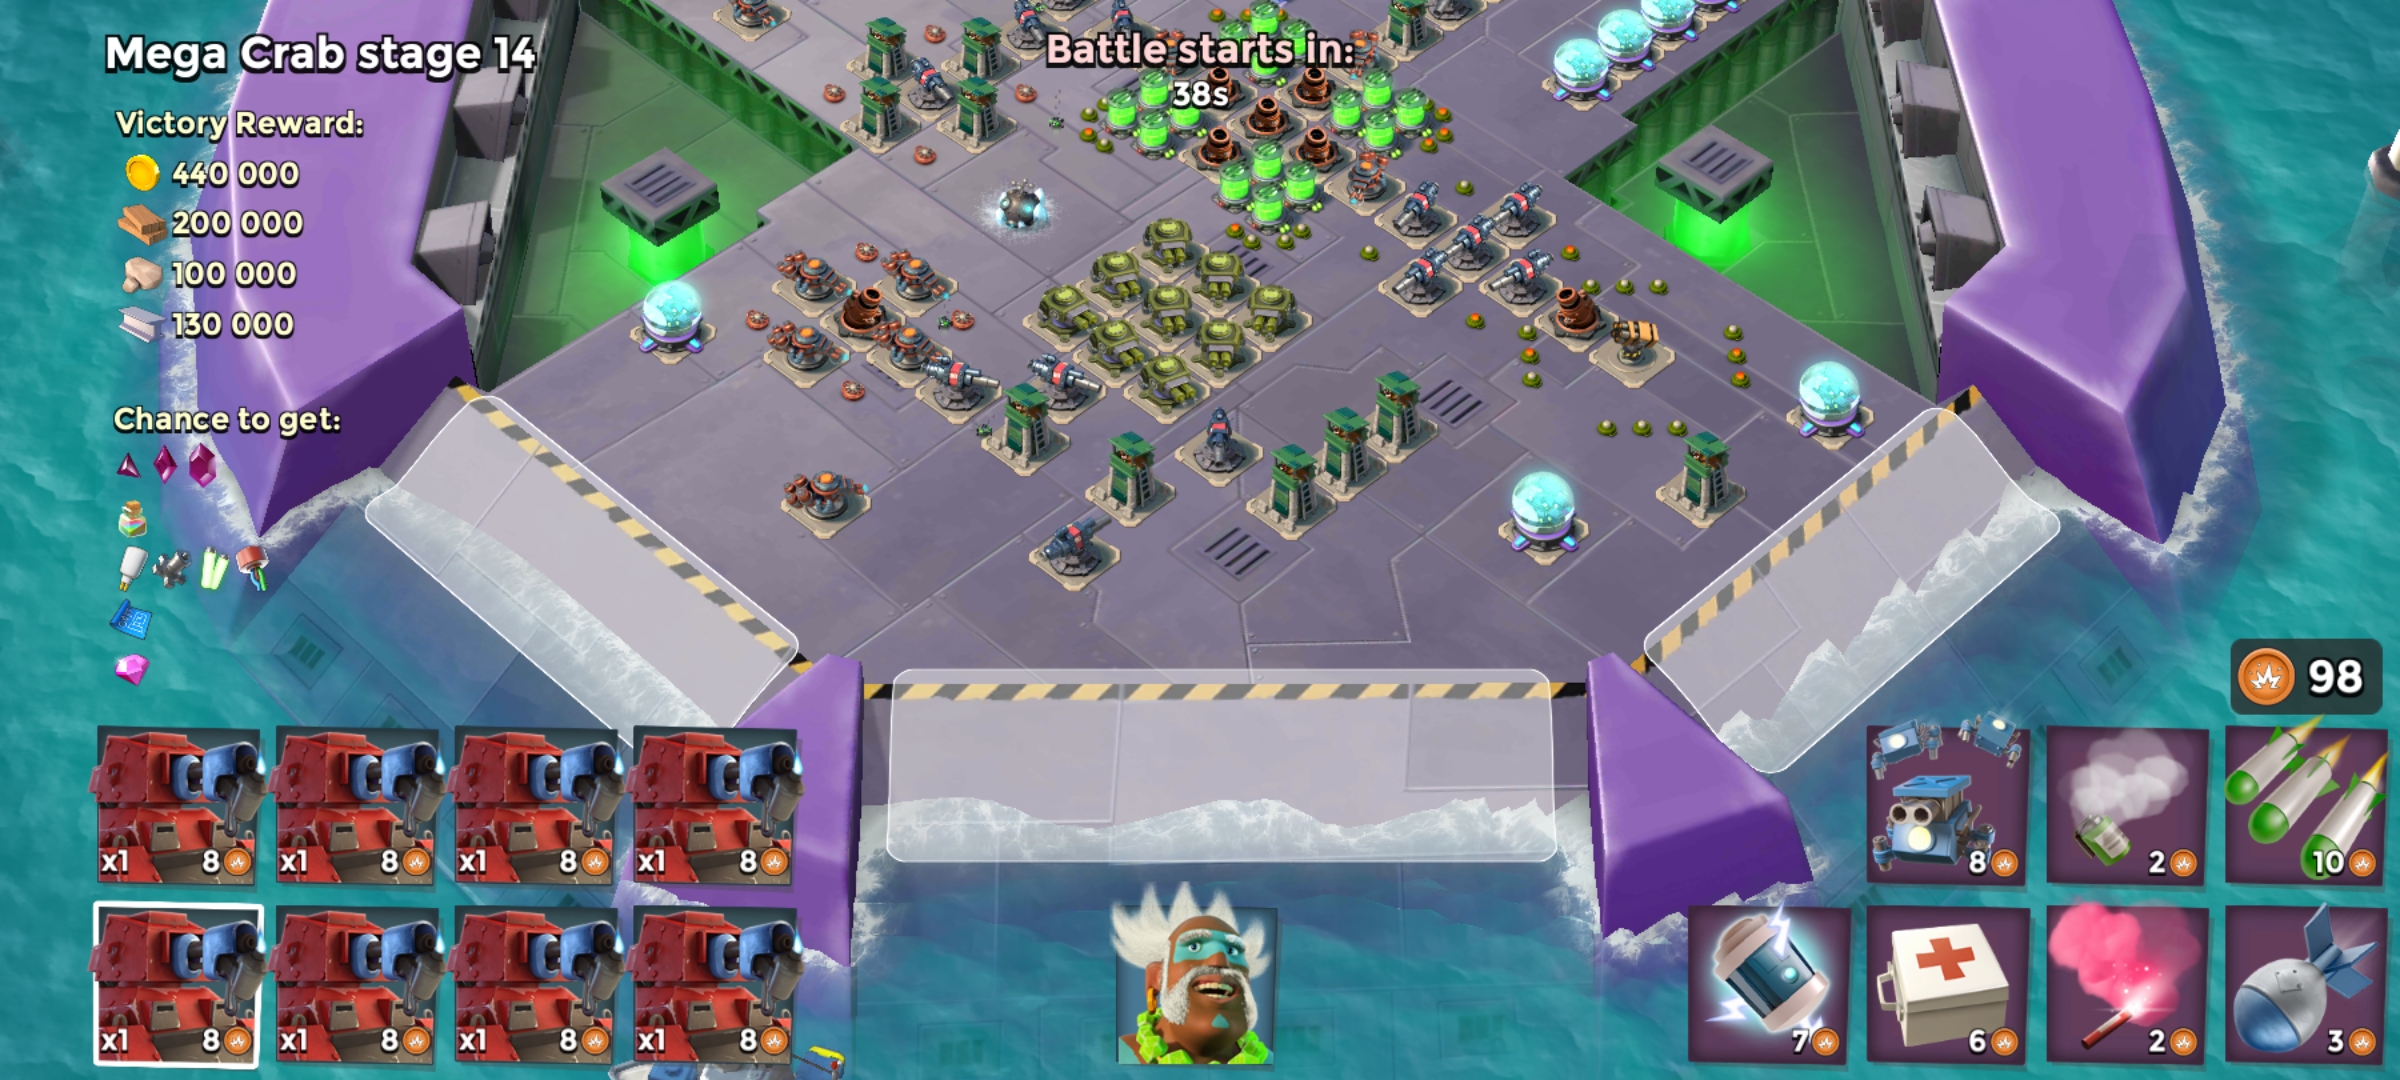 Mega Crab stage 14
Battle starts in:
38s
Victory Reward:
440 000
200 000
100 000
130 000
Chance to get:
98
x1 8
x1 8
x1 8
x1 8
8
2
10
x1 8
x1 8
x1 8
x1 8
7
6
2
3